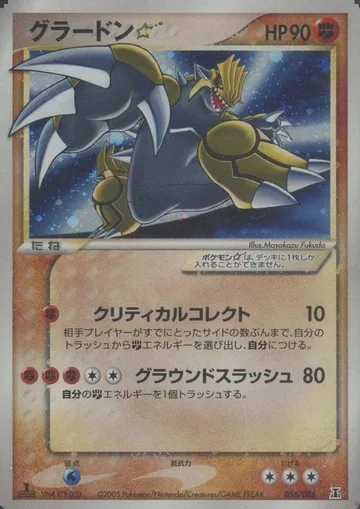 グラードン☆ HP90
たね
Illus.Masakazu Fukuda
ポケモン☆は、デッキに1枚しか
入れることができません。
クリティカルコレクト 10
相手プレイヤーがすでにとったサイドの数ぶんまで、自分の
トラッシュからエネルギーを選び出し、自分につける。
グラウンドスラッシュ 80
自分のエネルギーを1個トラッシュする。
弱点 抵抗力 にげる
1
©2005 Pokémon/Nintendo/Creatures/GAME FREAK.
056/086